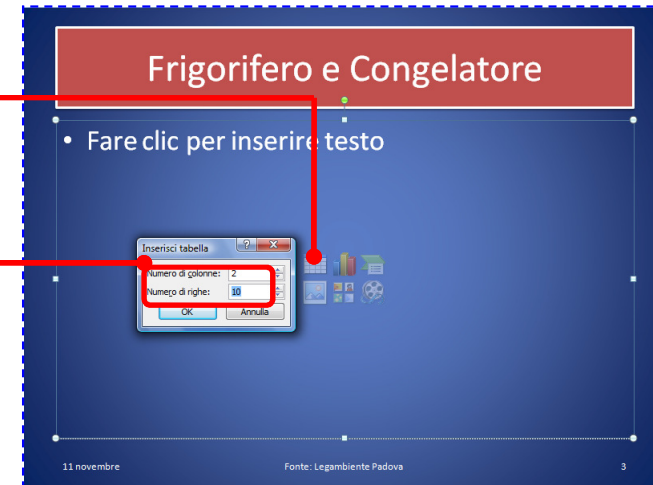 Frigorifero e Congelatore
• Fare clic per inserire testo
Inserisci tabella
Numero di colonne: 2
Numero di righe: 10
OK Annulla
11 novembre Fonte: Legambiente Padova 3